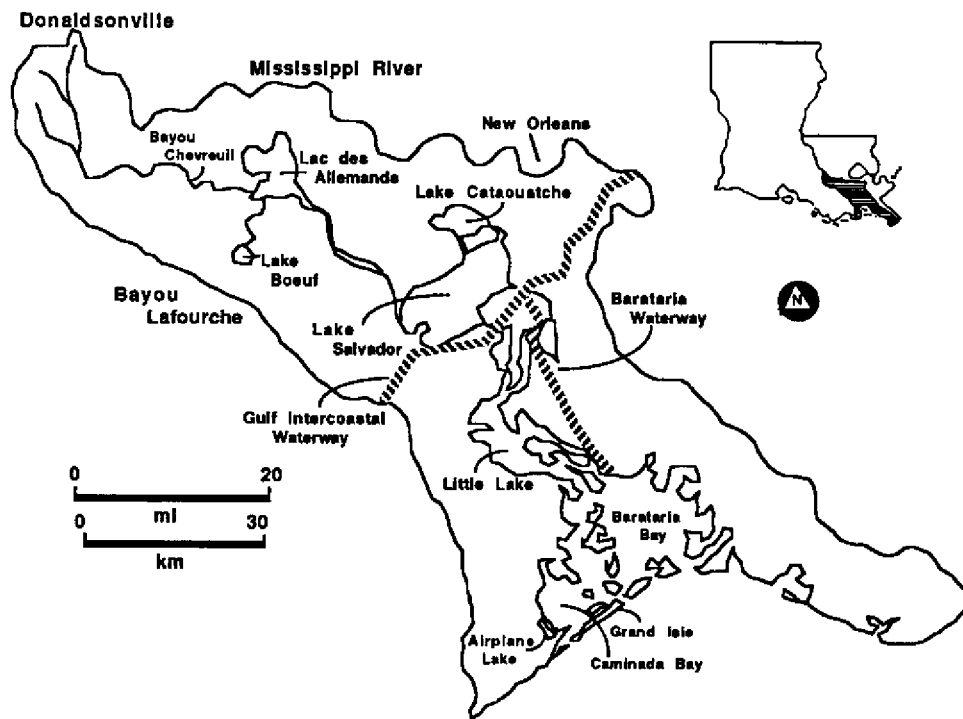 Donaldsonville
Mississippi River
New Orleans
Bayou
Chevreuil
Lac des
Allemands
Lake Cataouatche
Lake
Boeuf
Bayou
Lafourche
Lake
Salvador
Barataria
Waterway
N
Gulf Intercoastal
Waterway
Little Lake
0 20
mi
0 30
km
Barataria
Bay
Airplane
Lake
Grand Isle
Caminada Bay